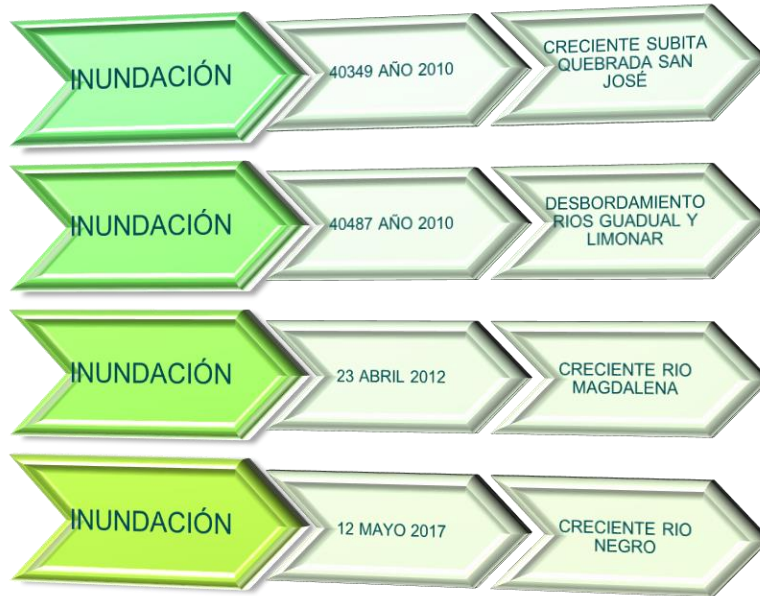 INUNDACIÓN
40349 AÑO 2010
CRECIENTE SUBITA
QUEBRADA SAN
JOSÉ
INUNDACIÓN
40487 AÑO 2010
DESBORDAMIENTO
RIOS GUADUAL Y
LIMONAR
INUNDACIÓN
23 ABRIL 2012
CRECIENTE RIO
MAGDALENA
INUNDACIÓN
12 MAYO 2017
CRECIENTE RIO
NEGRO